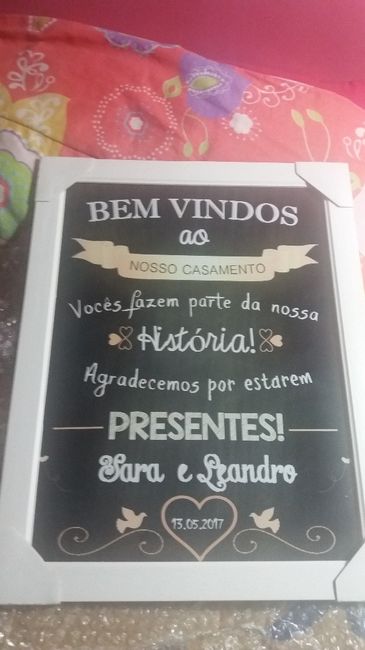 BEM VINDOS
ao
NOSSO CASAMENTO
Vocês fazem parte da nossa
História!
Agradecemos por estarem
PRESENTES!
Sara e Leandro
13.05.2017